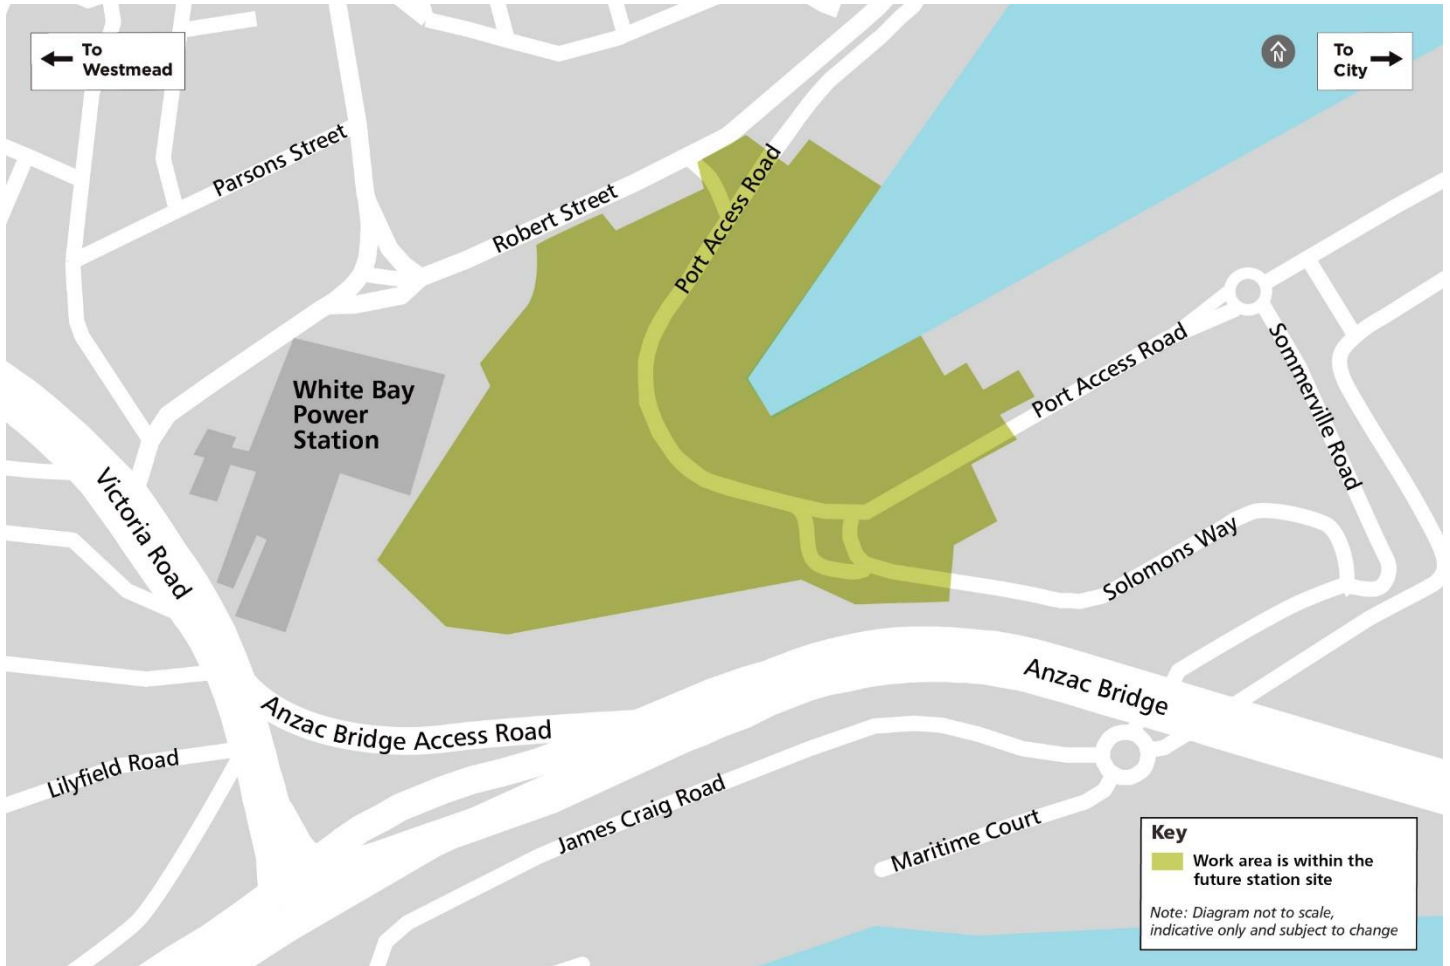 To
Westmead
N
To
City
Parsons Street
Robert Street
Port Access Road
Port Access Road
Sommerville Road
White Bay
Power
Station
Victoria Road
Solomons Way
Anzac Bridge
Anzac Bridge Access Road
Lilyfield Road
James Craig Road
Maritime Court
Key
Work area is within the
future station site
Note: Diagram not to scale,
indicative only and subject to change